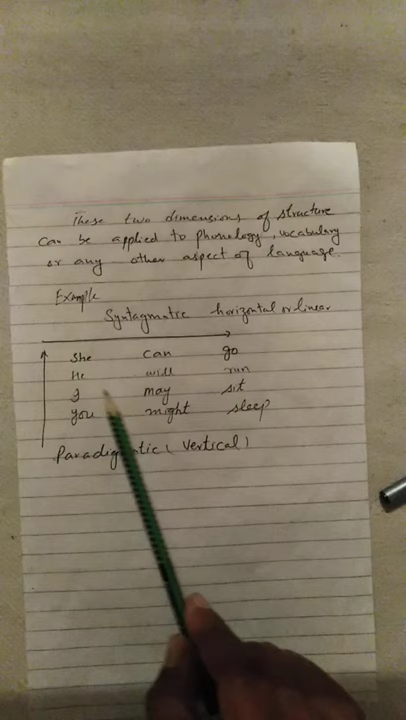 These two dimensions of structure
can be applied to phonology, vocabulary
or any other aspect of language.
Example
Syntagmatic horizontal or linear
She can go
He will run
I may sit
you might sleep
Paradigmatic (Vertical)